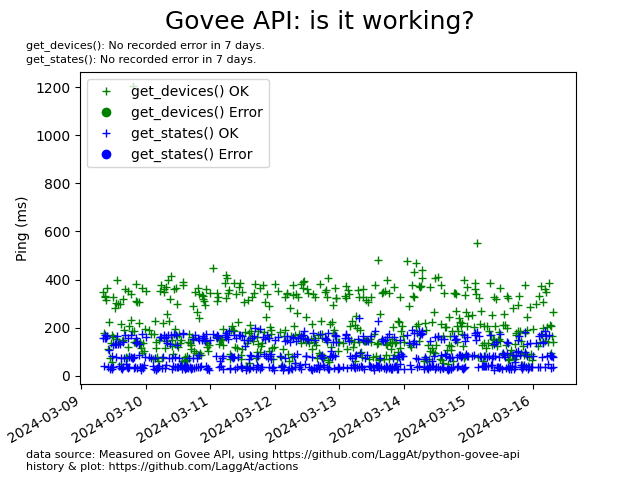 Govee API: is it working?
get_devices(): No recorded error in 7 days.
get_states(): No recorded error in 7 days.
1200
1000
800
600
400
200
0
Ping (ms)
get_devices() OK
get_devices() Error
get_states() OK
get_states() Error
2024-03-09
2024-03-10
2024-03-11
2024-03-12
2024-03-13
2024-03-14
2024-03-15
2024-03-16
data source: Measured on Govee API, using https://github.com/LaggAt/python-govee-api
history & plot: https://github.com/LaggAt/actions